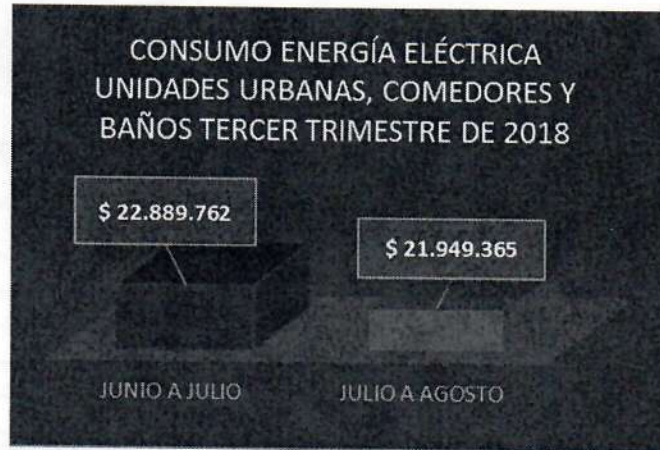 CONSUMO ENERGÍA ELÉCTRICA
UNIDADES URBANAS, COMEDORES Y
BAÑOS TERCER TRIMESTRE DE 2018
$ 22.889.762
$ 21.949.365
JUNIO A JULIO
JULIO A AGOSTO